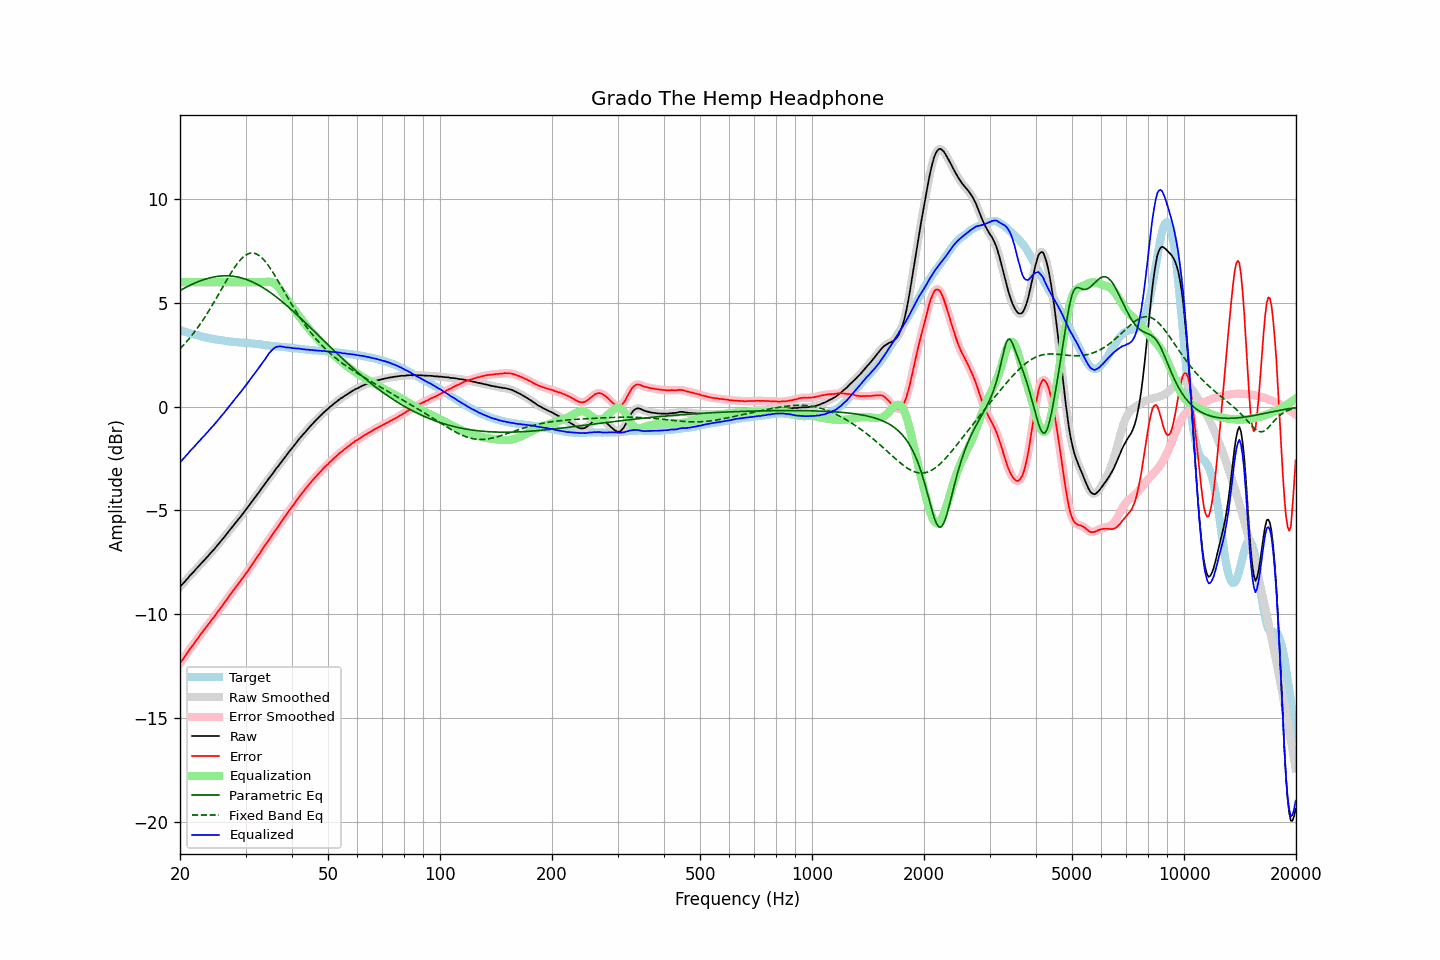 Grado The Hemp Headphone
Amplitude (dBr)
10
5
0
−5
−10
−15
−20
Target
Raw Smoothed
Error Smoothed
Raw
Error
Equalization
Parametric Eq
Fixed Band Eq
Equalized
20 50 100 200 500 1000 2000 5000 10000 20000
Frequency (Hz)